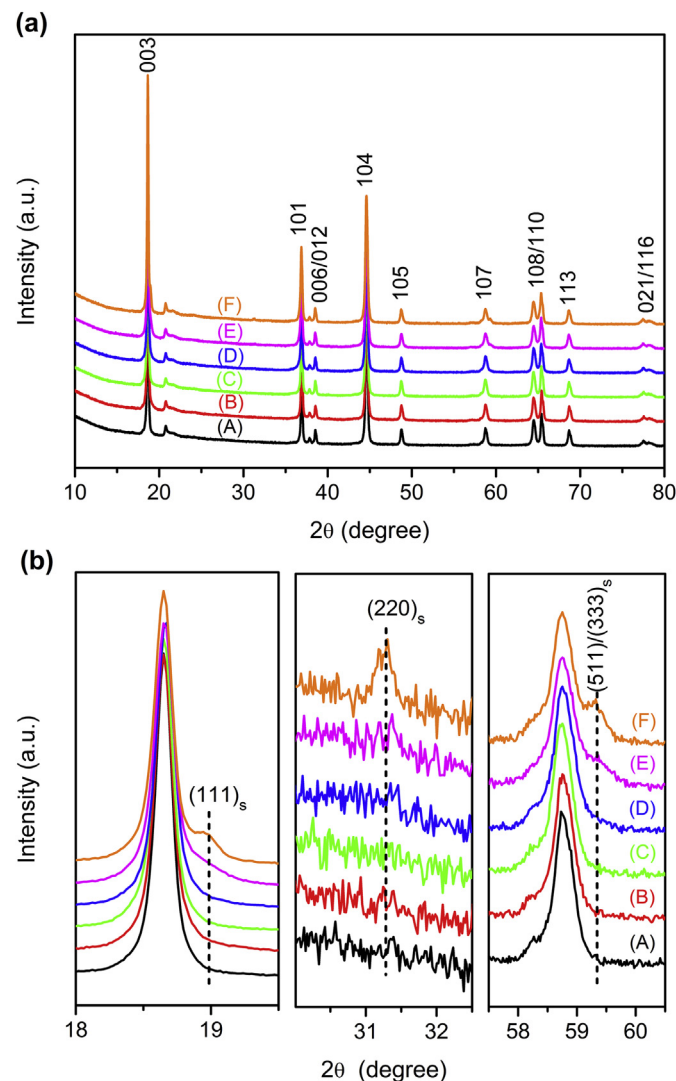 (a)
003
101
006/012
104
105
107
108/110
113
021/116
(F)
(E)
(D)
(C)
(B)
(A)
Intensity (a.u.)
10 20 30 40 50 60 70 80
2θ (degree)
(b)
(111)s
(220)s
(511)/(333)s
(F)
(E)
(D)
(C)
(B)
(A)
Intensity (a.u.)
18 19 31 32 58 59 60
2θ (degree)